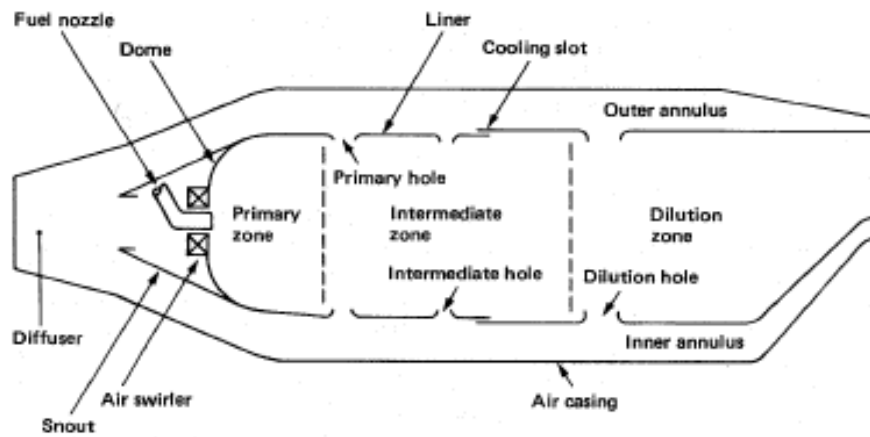 Fuel nozzle
Dome
Liner
Cooling slot
Outer annulus
Primary hole
Primary
zone
Intermediate
zone
Dilution
zone
Intermediate hole
Dilution hole
Diffuser
Inner annulus
Air swirler
Air casing
Snout